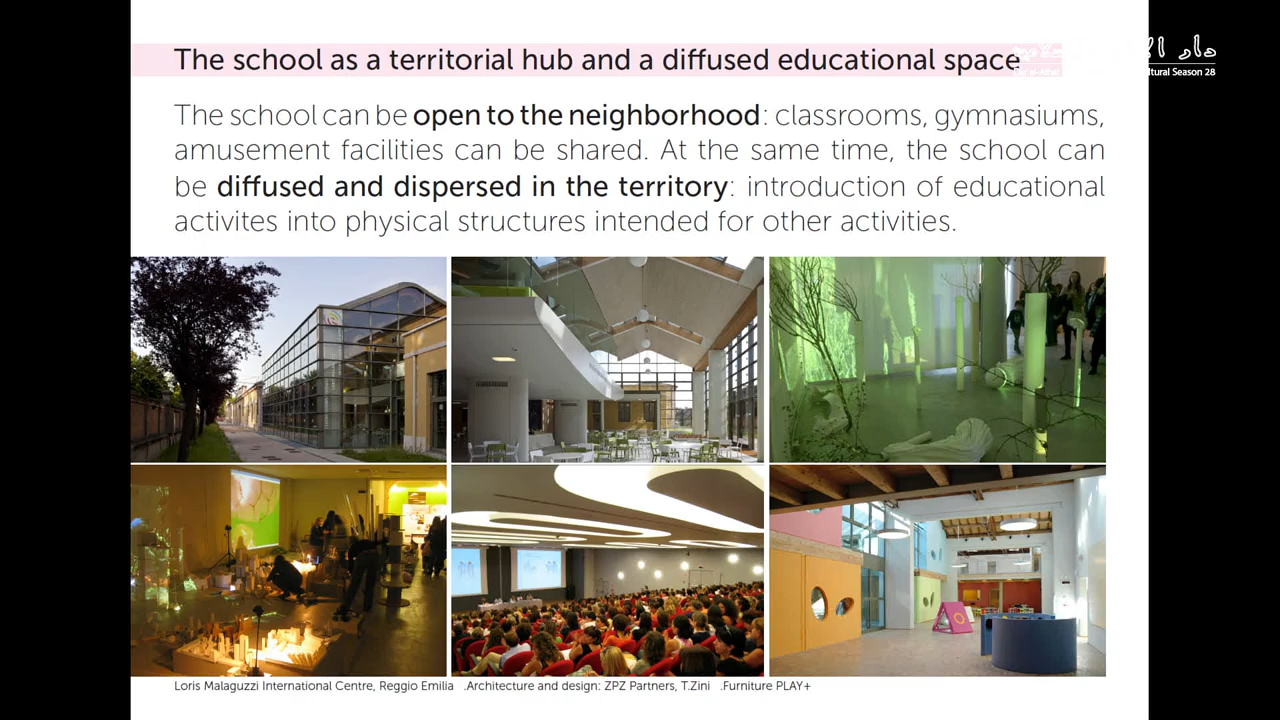 The school as a territorial hub and a diffused educational space
دار
ltural Season 28
The school can be open to the neighborhood: classrooms, gymnasiums,
amusement facilities can be shared. At the same time, the school can
be diffused and dispersed in the territory: introduction of educational
activites into physical structures intended for other activities.
Loris Malaguzzi International Centre, Reggio Emilia .Architecture and design: ZPZ Partners, T.Zini .Furniture PLAY+